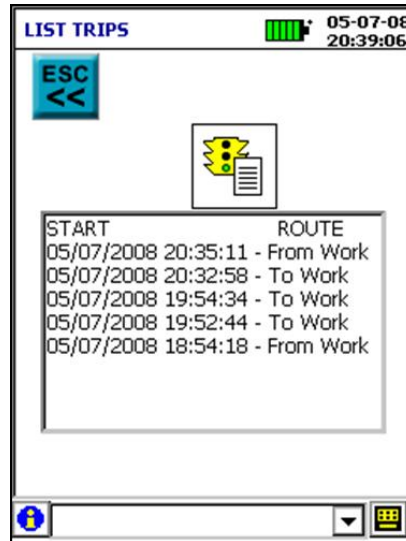 LIST TRIPS
05-07-08
20:39:06
ESC
<<
START ROUTE
05/07/2008 20:35:11 - From Work
05/07/2008 20:32:58 - To Work
05/07/2008 19:54:34 - To Work
05/07/2008 19:52:44 - To Work
05/07/2008 18:54:18 - From Work